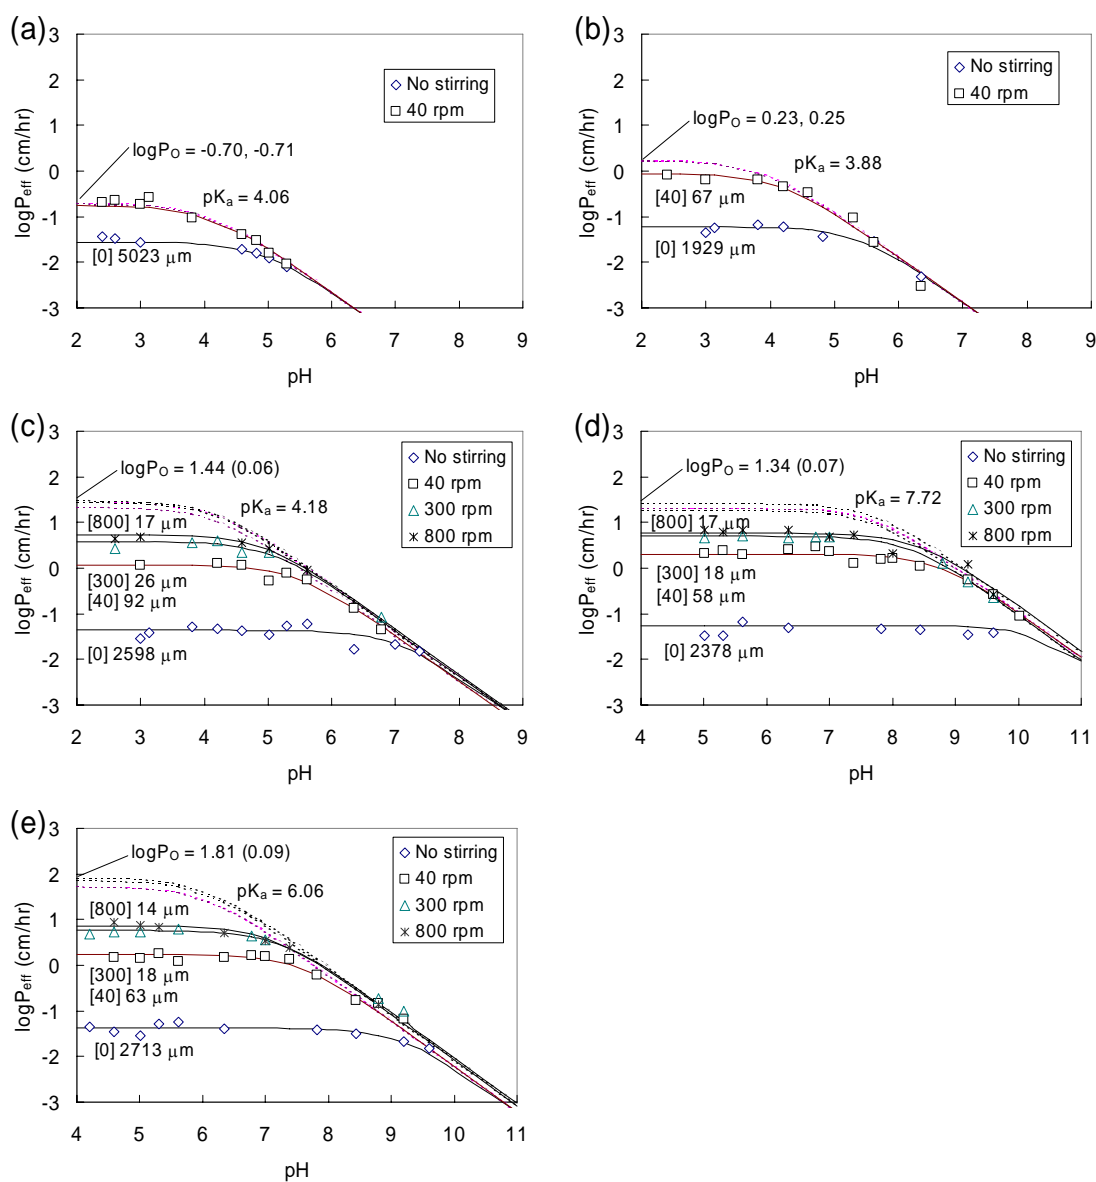 (a)
3
2
1
0
-1
-2
-3
logPeff (cm/hr)
No stirring
40 rpm
logPO = -0.70, -0.71
pKa = 4.06
[0] 5023 μm
2 3 4 5 6 7 8 9
pH
(b)
3
2
1
0
-1
-2
-3
logPeff (cm/hr)
No stirring
40 rpm
logPO = 0.23, 0.25
pKa = 3.88
[40] 67 μm
[0] 1929 μm
2 3 4 5 6 7 8 9
pH
(c)
3
2
1
0
-1
-2
-3
logPeff (cm/hr)
No stirring
40 rpm
300 rpm
800 rpm
logPO = 1.44 (0.06)
pKa = 4.18
[800] 17 μm
[300] 26 μm
[40] 92 μm
[0] 2598 μm
2 3 4 5 6 7 8 9
pH
(d)
3
2
1
0
-1
-2
-3
logPeff (cm/hr)
No stirring
40 rpm
300 rpm
800 rpm
logPO = 1.34 (0.07)
pKa = 7.72
[800] 17 μm
[300] 18 μm
[40] 58 μm
[0] 2378 μm
4 5 6 7 8 9 10 11
pH
(e)
3
2
1
0
-1
-2
-3
logPeff (cm/hr)
No stirring
40 rpm
300 rpm
800 rpm
logPO = 1.81 (0.09)
pKa = 6.06
[800] 14 μm
[300] 18 μm
[40] 63 μm
[0] 2713 μm
4 5 6 7 8 9 10 11
pH